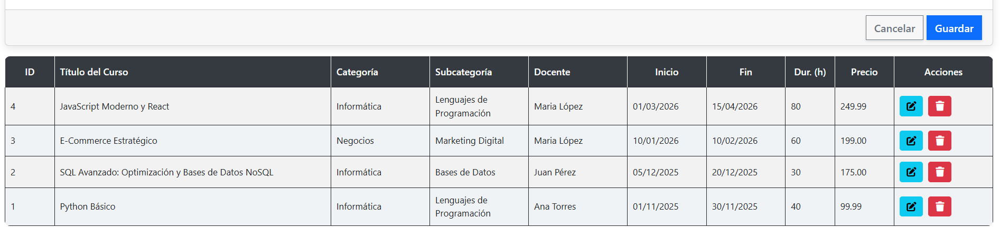 Cancelar Guardar
ID Título del Curso Categoría Subcategoría Docente Inicio Fin Dur. (h) Precio Acciones
4 JavaScript Moderno y React Informática Lenguajes de Programación Maria López 01/03/2026 15/04/2026 80 249.99
3 E-Commerce Estratégico Negocios Marketing Digital Maria López 10/01/2026 10/02/2026 60 199.00
2 SQL Avanzado: Optimización y Bases de Datos NoSQL Informática Bases de Datos Juan Pérez 05/12/2025 20/12/2025 30 175.00
1 Python Básico Informática Lenguajes de Programación Ana Torres 01/11/2025 30/11/2025 40 99.99